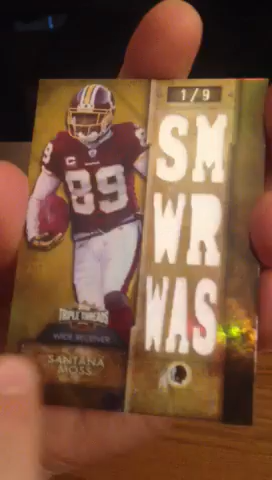 1/9
SM
WR
WAS
89
89
TRIPLE THREADS
WIDE RECEIVER
SANTANA
MOSS